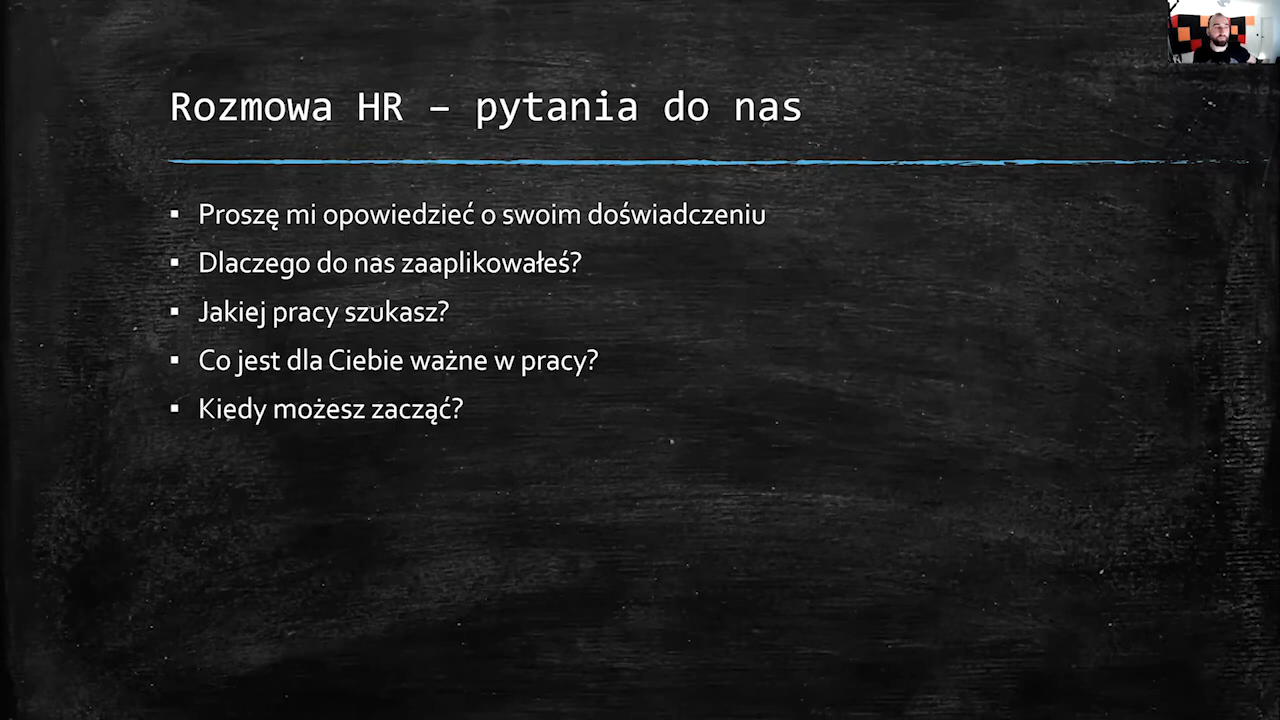 Rozmowa HR – pytania do nas
Proszę mi opowiedzieć o swoim doświadczeniu
Dlaczego do nas zaaplikowałeś?
Jakiej pracy szukasz?
Co jest dla Ciebie ważne w pracy?
Kiedy możesz zacząć?